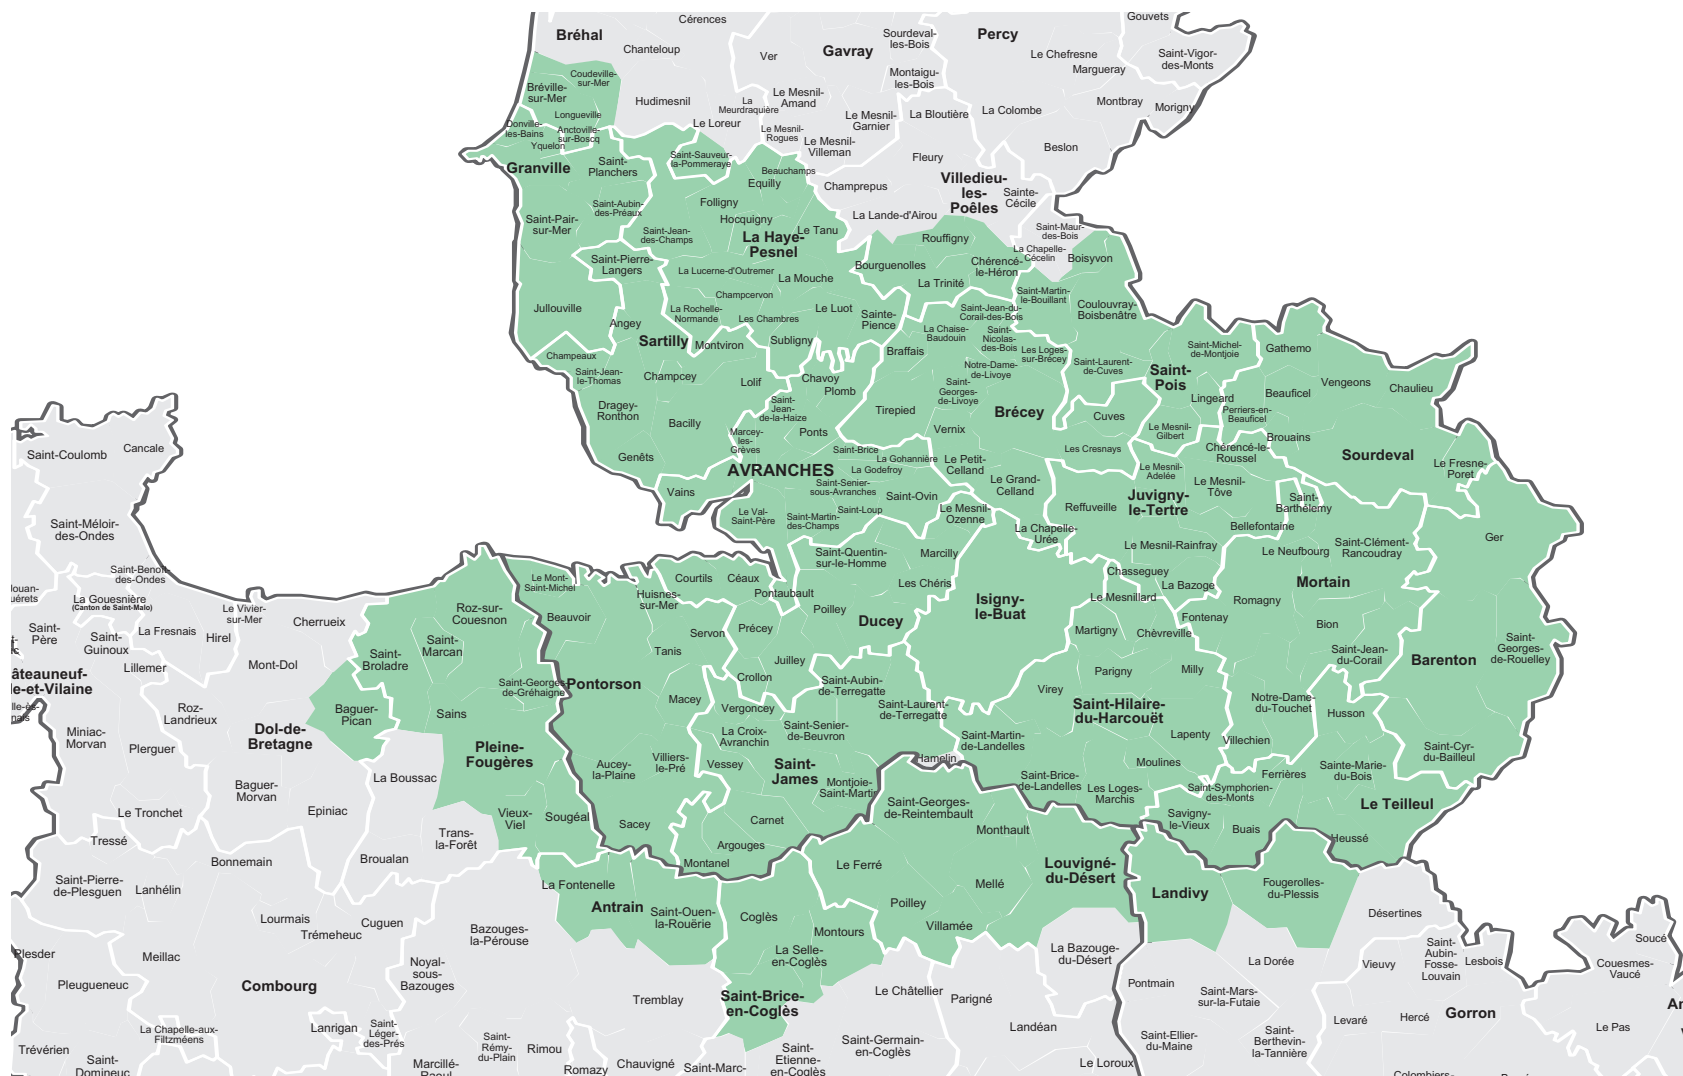 Cérences
Gouvets
Bréhal
Sourdeval-
les-Bois
Percy
Chanteloup
Gavray
Ver
Le Chefresne
Saint-Vigor-
des-Monts
Margueray
Coudeville-
sur-Mer
Montaigu-
les-Bois
Bréville-
sur-Mer
Hudimesnil
La
Meurdraquière
Le Mesnil-
Amand
Montbray
Morigny
La Colombe
Longueville
Le Mesnil-
Garnier
La Bloutière
Donville-
les-Bains
Anctoville-
sur-Boscq
Le Loreur
Le Mesnil-
Rogues
Yquelon
Le Mesnil-
Villeman
Beslon
Fleury
Granville
Saint-
Planchers
Saint-Sauveur-
la-Pommeraye
Beauchamps
Equilly
Champrepus
Villedieu-
les-
Poêles
Sainte-
Cécile
Folligny
Saint-Aubin-
des-Préaux
Hocquigny
La Lande-d'Airou
Saint-Pair-
sur-Mer
Le Tanu
Saint-Maur-
des-Bois
Saint-Jean-
des-Champs
La Haye-
Pesnel
Rouffigny
La Chapelle-
Cécelin
Boisyvon
Saint-Pierre-
Langers
Bourguenolles
Chérencé-
le-Héron
La Lucerne-d'Outremer
La Mouche
La Trinité
Champcervon
Saint-Martin-
le-Bouillant
Jullouville
La Rochelle-
Normande
Le Luot
Les Chambres
Sainte-
Pience
Saint-Jean-du-
Corail-des-Bois
Coulouvray-
Boisbenâtre
Angey
La Chaise-
Baudouin
Saint-
Nicolas-
des-Bois
Sartilly
Montviron
Subligny
Braffais
Les Loges-
sur-Brécey
Saint-Michel-
de-Montjoie
Gathemo
Champeaux
Saint-Jean-
le-Thomas
Champcey
Lolif
Chavoy
Plomb
Notre-Dame-
de-Livoye
Saint-Laurent-
de-Cuves
Saint-
Pois
Vengeons
Chaulieu
Saint-
Georges-
de-Livoye
Lingeard
Beauficel
Dragey-
Ronthon
Saint-
Jean-
de-la-Haize
Tirepied
Brécey
Cuves
Perriers-en-
Beauficel
Bacilly
Marcey-
les-
Grèves
Ponts
Vernix
Le Mesnil-
Gilbert
Brouains
Cancale
Saint-Coulomb
Genêts
Saint-Brice
La Gohannière
Les Cresnays
Chérencé-le-
Roussel
Sourdeval
AVRANCHES
La Godefroy
Le Petit-
Celland
Le Mesnil-
Adelée
Le Fresne-
Poret
Vains
Saint-Senier-
sous-Avranches
Saint-Ovin
Le Grand-
Celland
Juvigny-
le-Tertre
Le Mesnil-
Tôve
Saint-
Barthélemy
Reffuveille
Le Val-
Saint-Père
Saint-Martin-
des-Champs
Saint-Loup
Le Mesnil-
Ozenne
Saint-Méloir-
des-Ondes
La Chapelle-
Urée
Bellefontaine
Ger
Le Mesnil-Rainfray
Le Neufbourg
Saint-Clément-
Rancoudray
Saint-Quentin-
sur-le-Homme
Marcilly
Saint-Benoît-
des-Ondes
Le Mont-
Saint-Michel
Courtils
Céaux
Les Chéris
Chasseguey
La Bazoge
Mortain
La Gouesnière
(Canton de Saint-Malo)
Huisnes-
sur-Mer
Pontaubault
Isigny-
le-Buat
Le Mesnillard
Romagny
Le Vivier-
sur-Mer
Roz-sur-
Couesnon
Beauvoir
Poilley
Ducey
Fontenay
Saint-
Père
La Fresnais
Hirel
Cherrueix
Précey
Servon
Martigny
Chèvreville
Bion
Saint-
Guinoux
Saint-
Marcan
Tanis
Saint-Jean-
du-Corail
Saint-
Georges-
de-Rouelley
Lillemer
Mont-Dol
Saint-
Broladre
Juilley
Parigny
Milly
Barenton
âteauneuf-
le-et-Vilaine
Saint-Georges-
de-Gréhaigne
Pontorson
Crollon
Saint-Aubin-
de-Terregatte
Virey
Macey
Saint-Hilaire-
du-Harcouët
Notre-Dame-
du-Touchet
Husson
Roz-
Landrieux
Baguer-
Pican
Sains
Vergoncey
Saint-Laurent-
de-Terregatte
Miniac-
Morvan
Dol-de-
Bretagne
La Croix-
Avranchin
Saint-Senier-
de-Beuvron
Saint-Martin-
de-Landelles
Lapenty
Villechien
Plerguer
Pleine-
Fougères
Saint-Cyr-
du-Bailleul
Villiers-
le-Pré
Vessey
Saint-
James
Hamelin
Moulines
Aucey-
la-Plaine
La Boussac
Saint-Brice-
de-Landelles
Ferrières
Sainte-Marie-
du-Bois
Baguer-
Morvan
Montjoie-
Saint-Martin
Les Loges-
Marchis
Saint-Symphorien-
des-Monts
Le Tronchet
Epiniac
Saint-Georges-
de-Reintembault
Le Teilleul
Vieux-
Viel
Sougéal
Sacey
Carnet
Monthault
Savigny-
le-Vieux
Buais
Heussé
Tressé
Trans-
la-Forêt
Argouges
Bonnemain
Broualan
Montanel
Le Ferré
Louvigné-
du-Désert
Saint-Pierre-
de-Plesguen
Lanhélin
La Fontenelle
Mellé
Landivy
Fougerolles-
du-Plessis
Antrain
Saint-Ouen-
la-Rouërie
Poilley
Lourmais
Cuguen
Coglès
Désertines
Trémeheuc
Bazouges-
la-Pérouse
Montours
Villamée
Soucé
Plesder
Meillac
La Selle-
en-Coglès
La Bazouge-
du-Désert
Saint-
Aubin-
Fosse-
Louvain
Noyal-
sous-
Bazouges
La Dorée
Vieuvy
Lesbois
Couesmes-
Vaucé
Pleugueneuc
Combourg
Pontmain
Tremblay
Saint-Brice-
en-Coglès
Le Châtellier
Parigné
Saint-Mars-
sur-la-Futaie
La Chapelle-aux-
Filtzméens
Lanrigan
Saint-
Léger-
des-Prés
Landéan
Levaré
Hercé
Gorron
Le Pas
Saint-
Rémy-
du-Plain
Rimou
Saint-Germain-
en-Coglès
Saint-Ellier-
du-Maine
Saint-
Berthevin-
la-Tannière
Trévérien
Saint-
Domineuc
Marcillé-
Raoul
Romazy
Chauvigné
Saint-Marc-
Saint-
Etienne-
en-Coglès
Le Loroux
Colombiers-